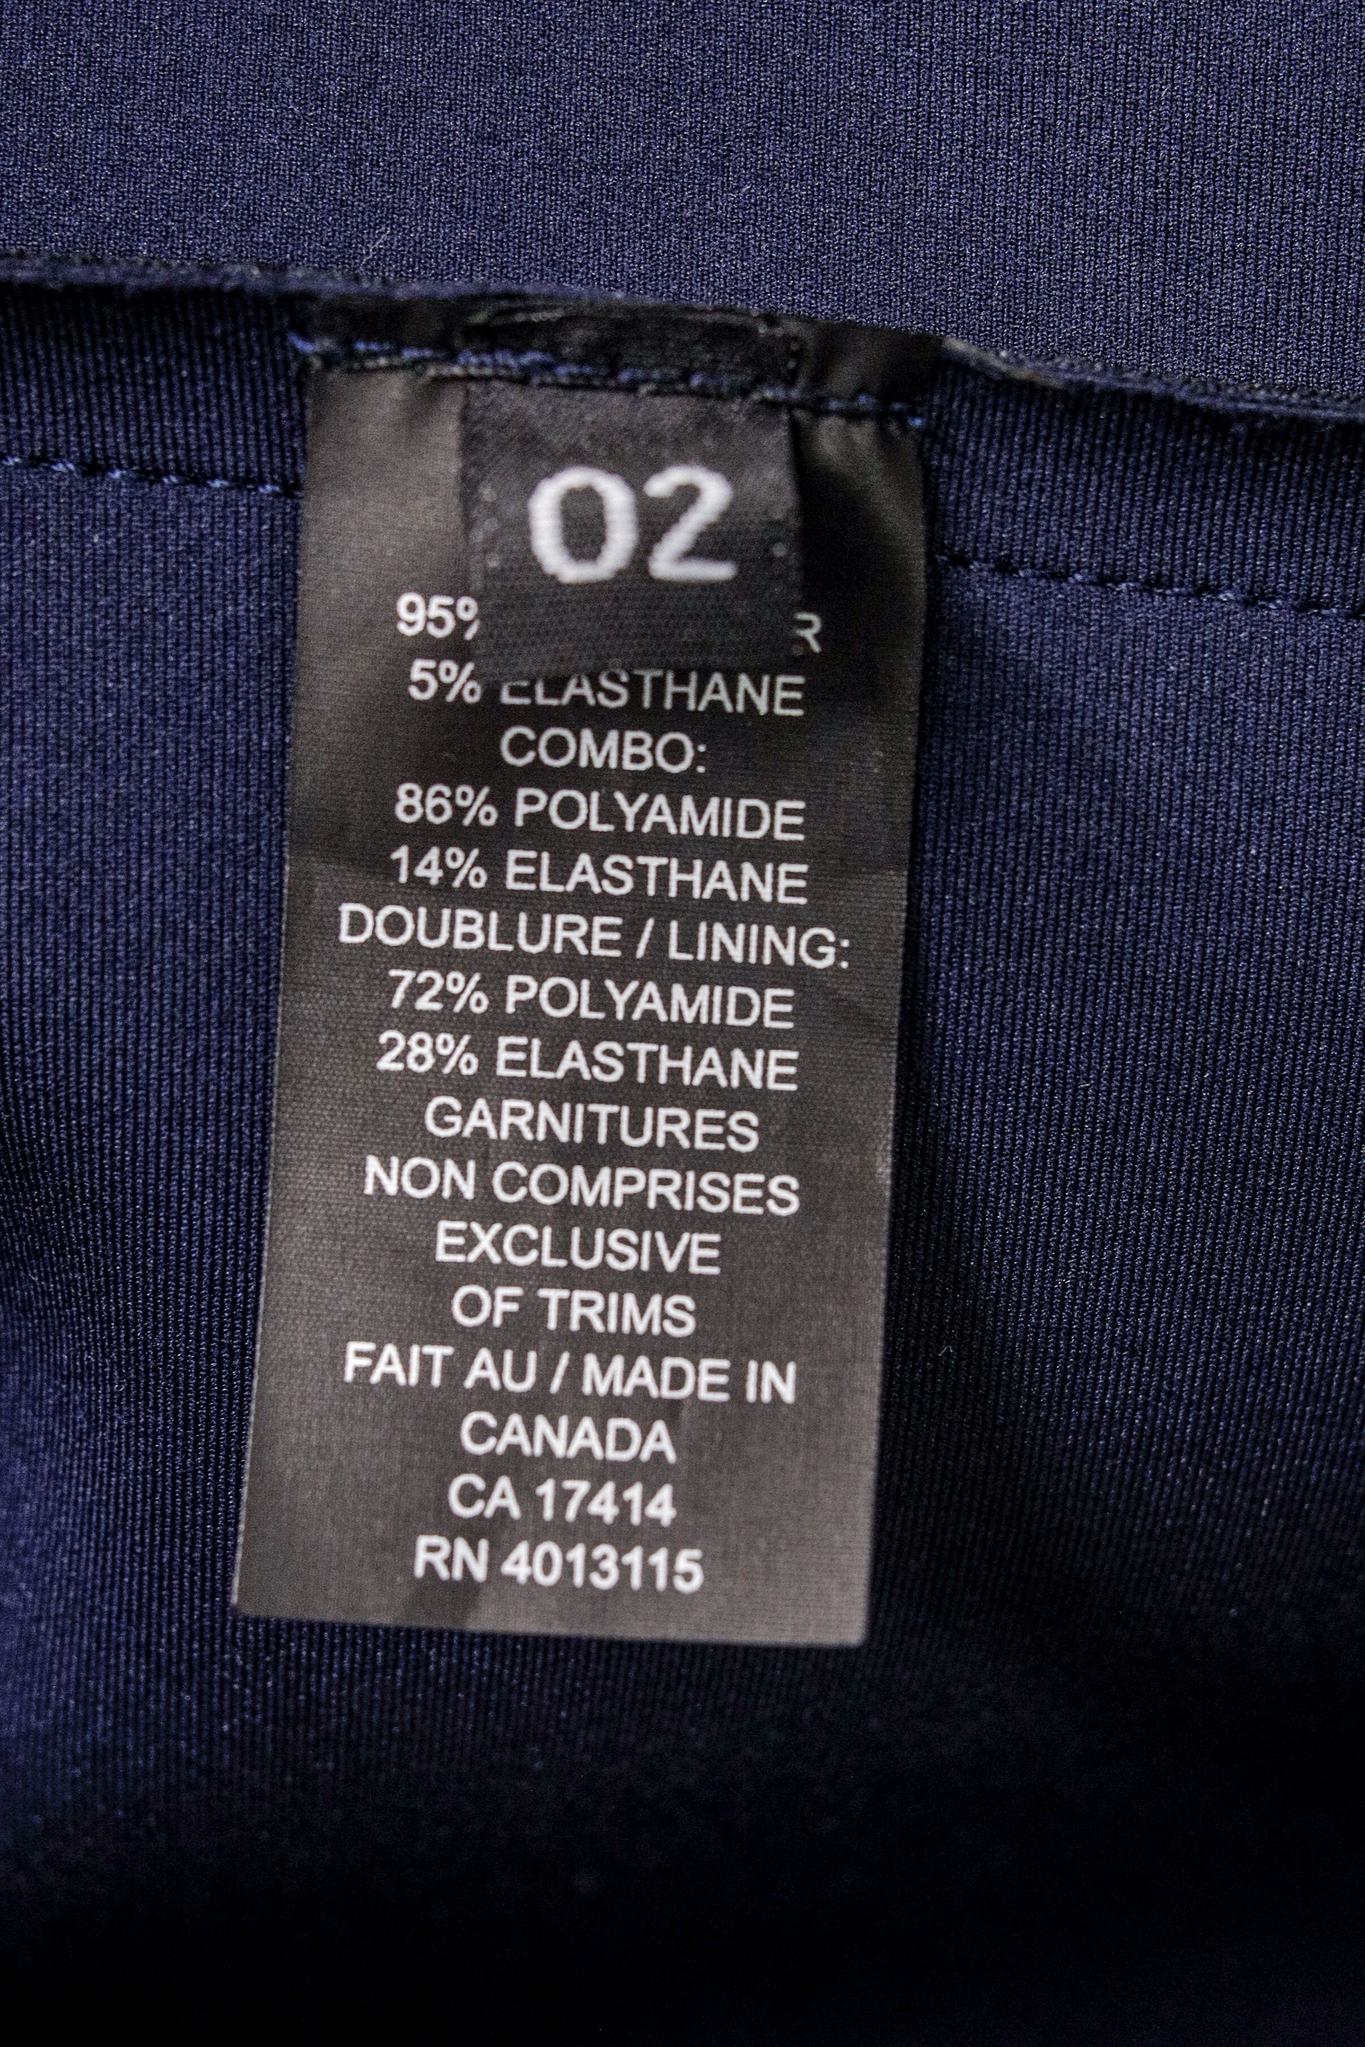 02
95%
5% ELASTHANE
COMBO:
86% POLYAMIDE
14% ELASTHANE
DOUBLURE / LINING:
72% POLYAMIDE
28% ELASTHANE
GARNITURES
NON COMPRISES
EXCLUSIVE
OF TRIMS
FAIT AU / MADE IN
CANADA
CA 17414
RN 4013115